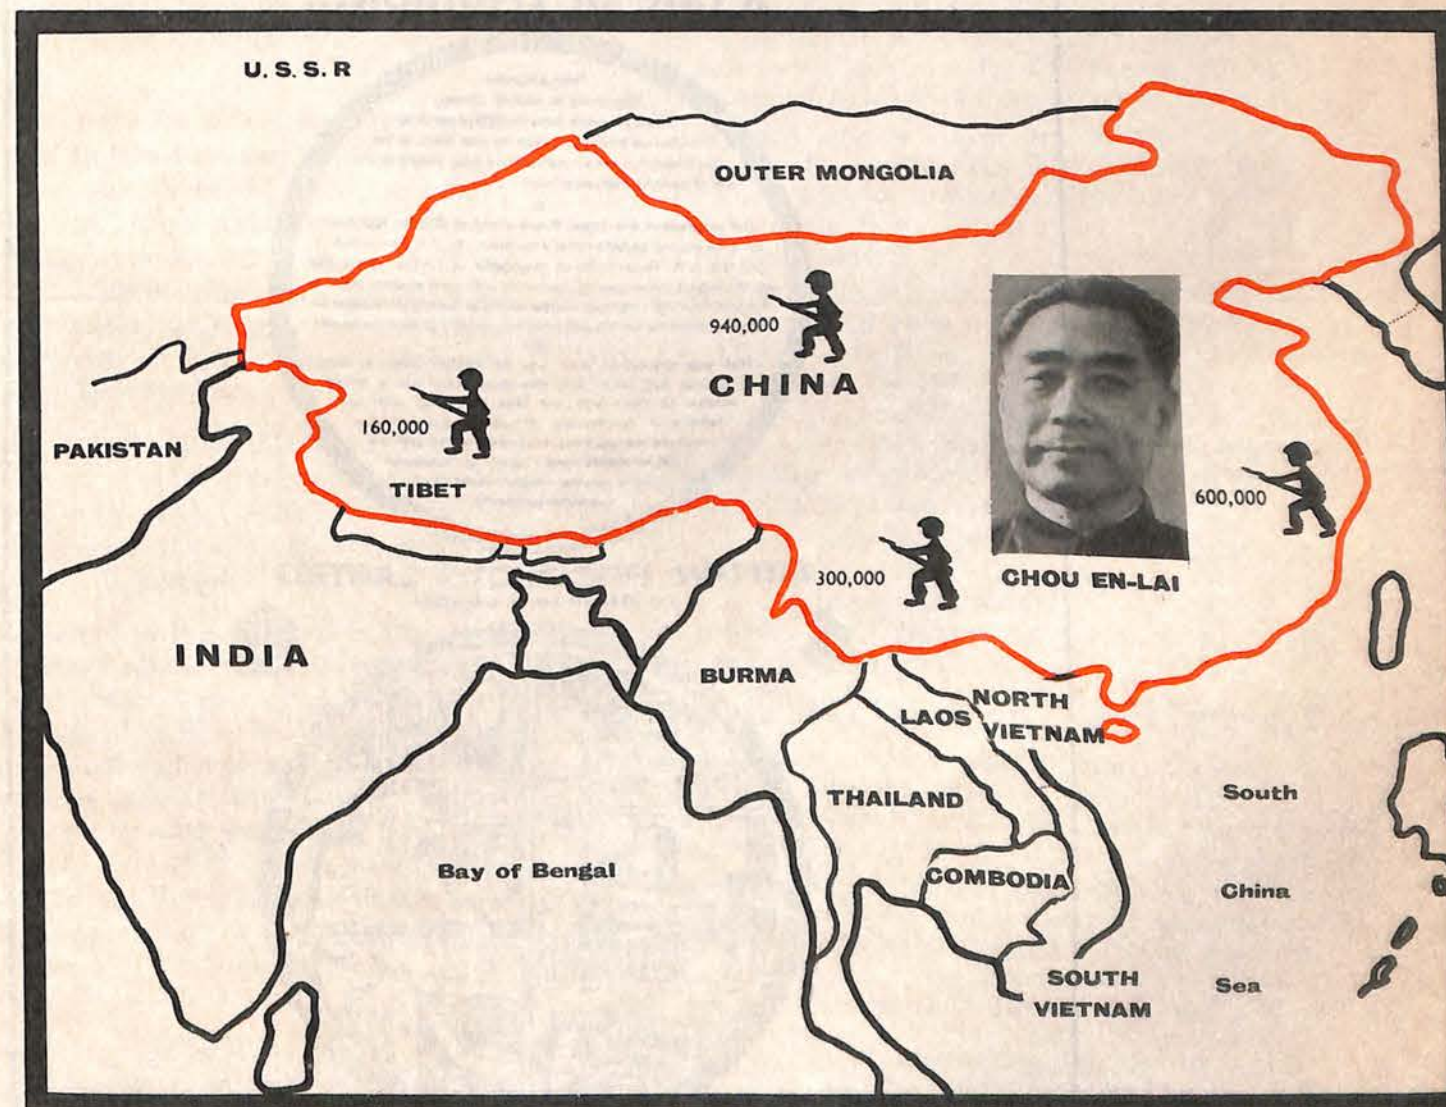 U. S. S. R
OUTER MONGOLIA
940,000
CHINA
160,000
PAKISTAN
TIBET
600,000
300,000
CHOU EN-LAI
INDIA
BURMA
NORTH
LAOS
VIETNAM
THAILAND
South
Bay of Bengal
COMBODIA
China
SOUTH
Sea
VIETNAM